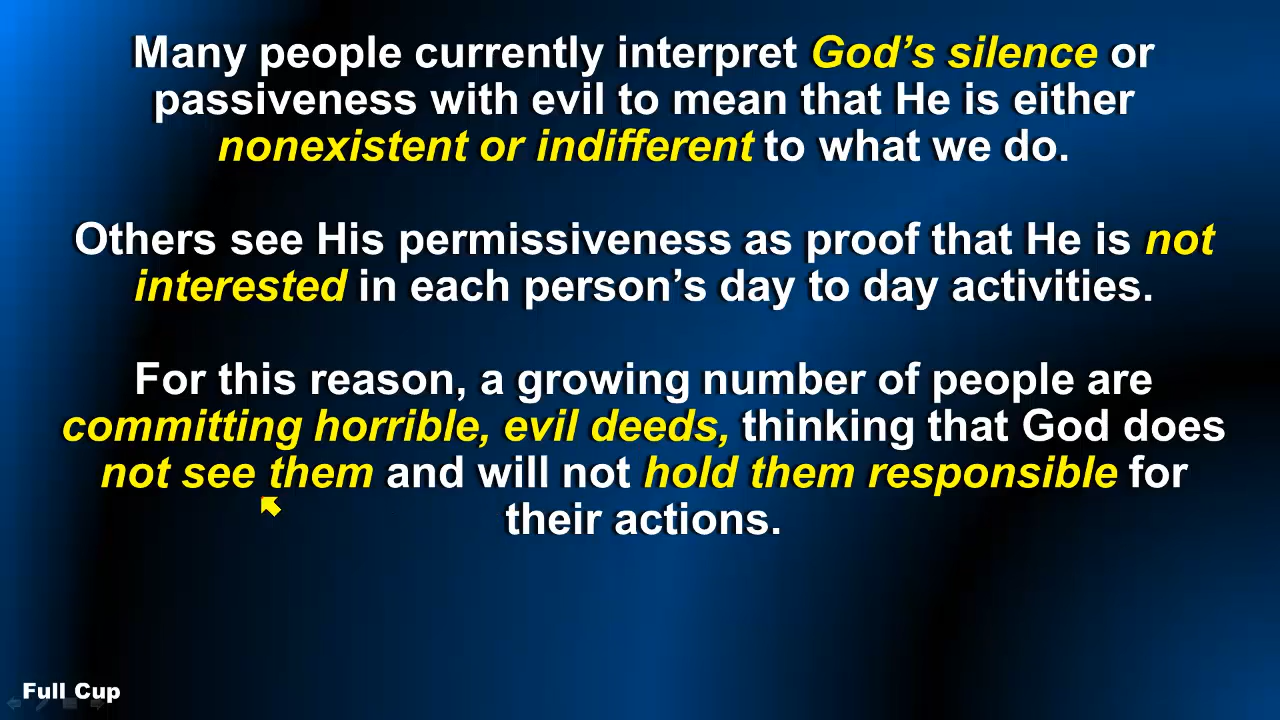 Many people currently interpret God’s silence or
passiveness with evil to mean that He is either
nonexistent or indifferent to what we do.
Others see His permissiveness as proof that He is not
interested in each person’s day to day activities.
For this reason, a growing number of people are
committing horrible, evil deeds, thinking that God does
not see them and will not hold them responsible for
their actions.
Full Cup